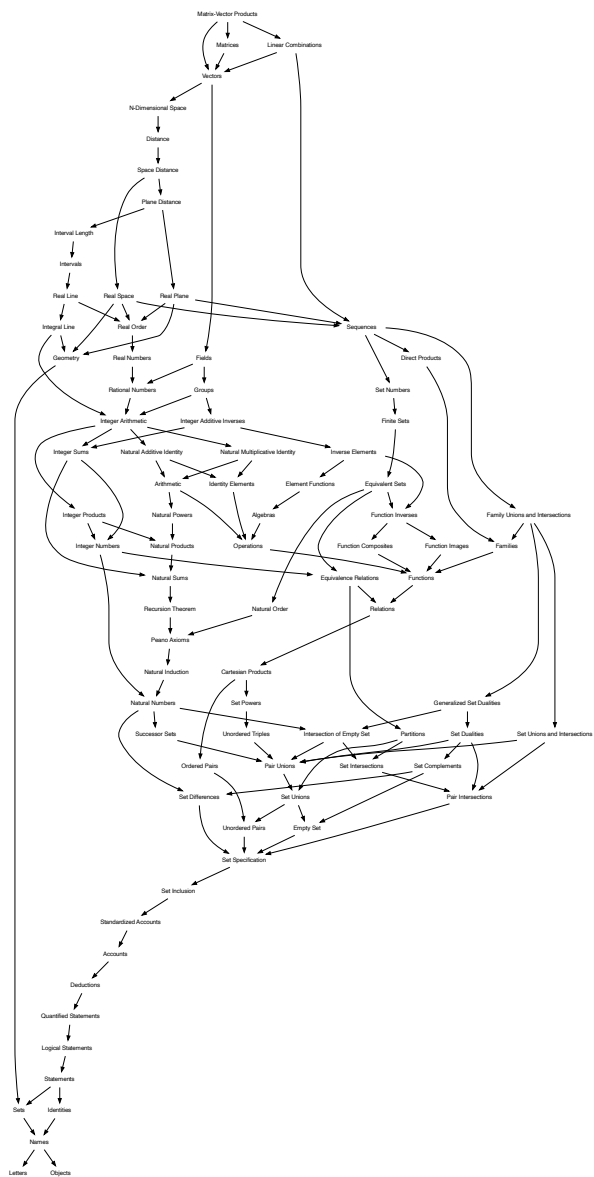 Matrix-Vector Products
Matrices
Linear Combinations
Vectors
N-Dimensional Space
Distance
Space Distance
Plane Distance
Interval Length
Intervals
Real Line
Real Space
Real Plane
Integral Line
Real Order
Sequences
Geometry
Real Numbers
Fields
Direct Products
Rational Numbers
Groups
Set Numbers
Integer Arithmetic
Integer Additive Inverses
Finite Sets
Integer Sums
Natural Additive Identity
Natural Multiplicative Identity
Inverse Elements
Arithmetic
Identity Elements
Element Functions
Equivalent Sets
Integer Products
Natural Powers
Algebras
Function Inverses
Family Unions and Intersections
Integer Numbers
Natural Products
Operations
Function Composites
Function Images
Families
Natural Sums
Equivalence Relations
Functions
Recursion Theorem
Natural Order
Relations
Peano Axioms
Natural Induction
Cartesian Products
Natural Numbers
Set Powers
Generalized Set Dualities
Successor Sets
Unordered Triples
Intersection of Empty Set
Partitions
Set Dualities
Set Unions and Intersections
Ordered Pairs
Pair Unions
Set Intersections
Set Complements
Set Differences
Set Unions
Pair Intersections
Unordered Pairs
Empty Set
Set Specification
Set Inclusion
Standardized Accounts
Accounts
Deductions
Quantified Statements
Logical Statements
Statements
Sets
Identities
Names
Letters
Objects